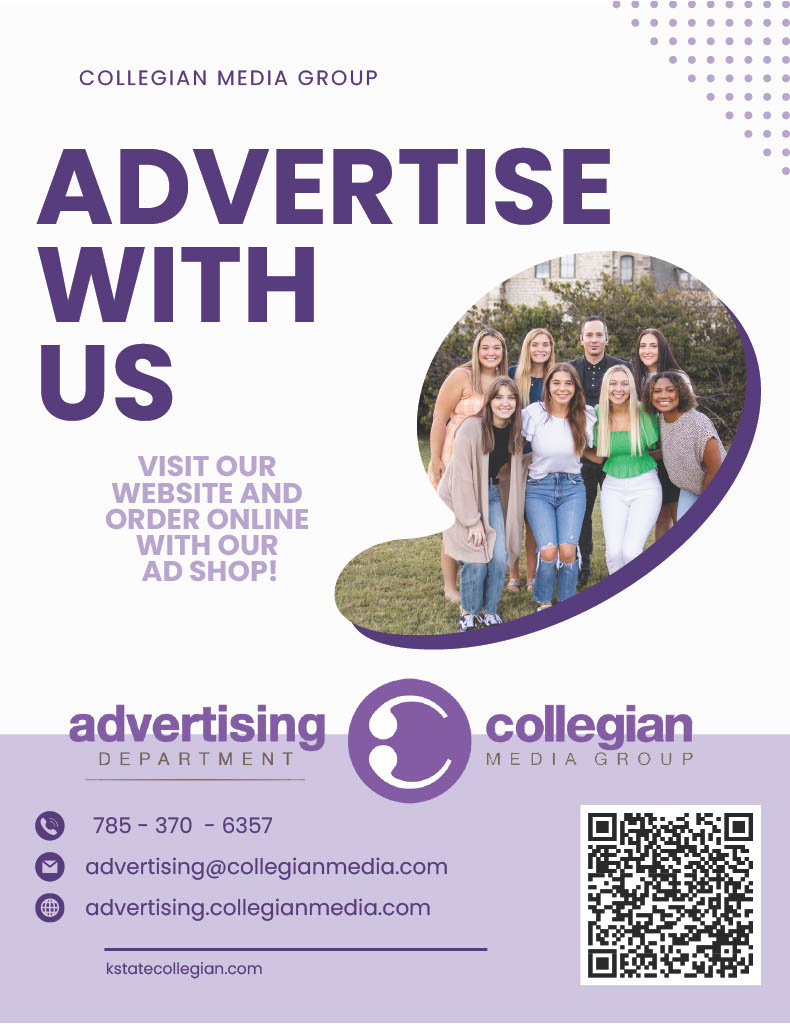 COLLEGIAN MEDIA GROUP
ADVERTISE
WITH
US
VISIT OUR
WEBSITE AND
ORDER ONLINE
WITH OUR
AD SHOP!
advertising
DEPARTMENT
collegian
MEDIA GROUP
785 - 370 - 6357
advertising@collegianmedia.com
advertising.collegianmedia.com
kstatecollegian.com